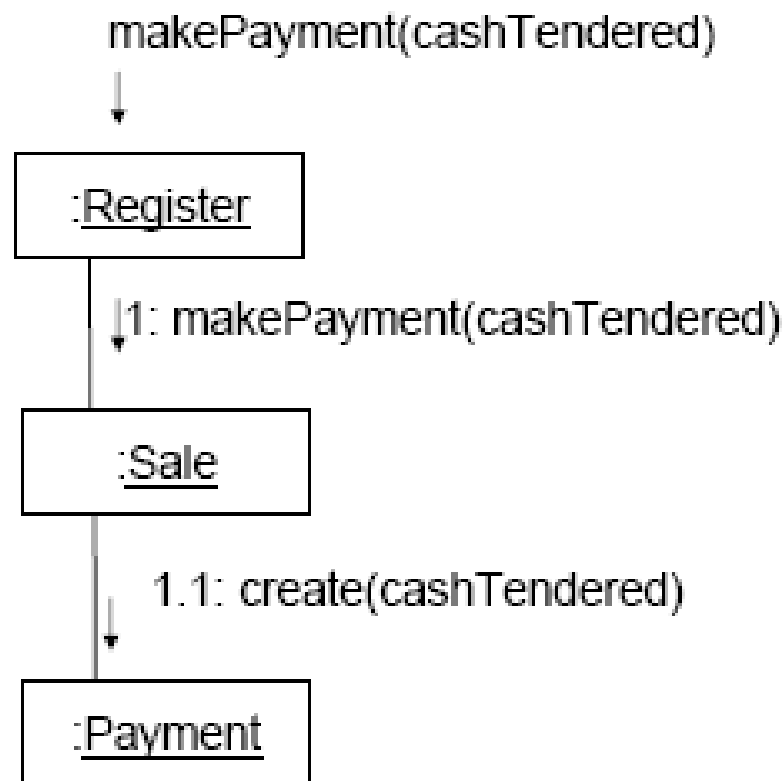 makePayment(cashTendered)
:Register
1: makePayment(cashTendered)
:Sale
1.1: create(cashTendered)
:Payment